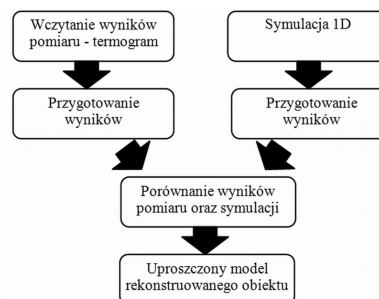 Wczytanie wyników
pomiaru - termogram
Symulacja 1D
Przygotowanie
wyników
Przygotowanie
wyników
Porównanie wyników
pomiaru oraz symulacji
Uproszczony model
rekonstruowanego obiektu